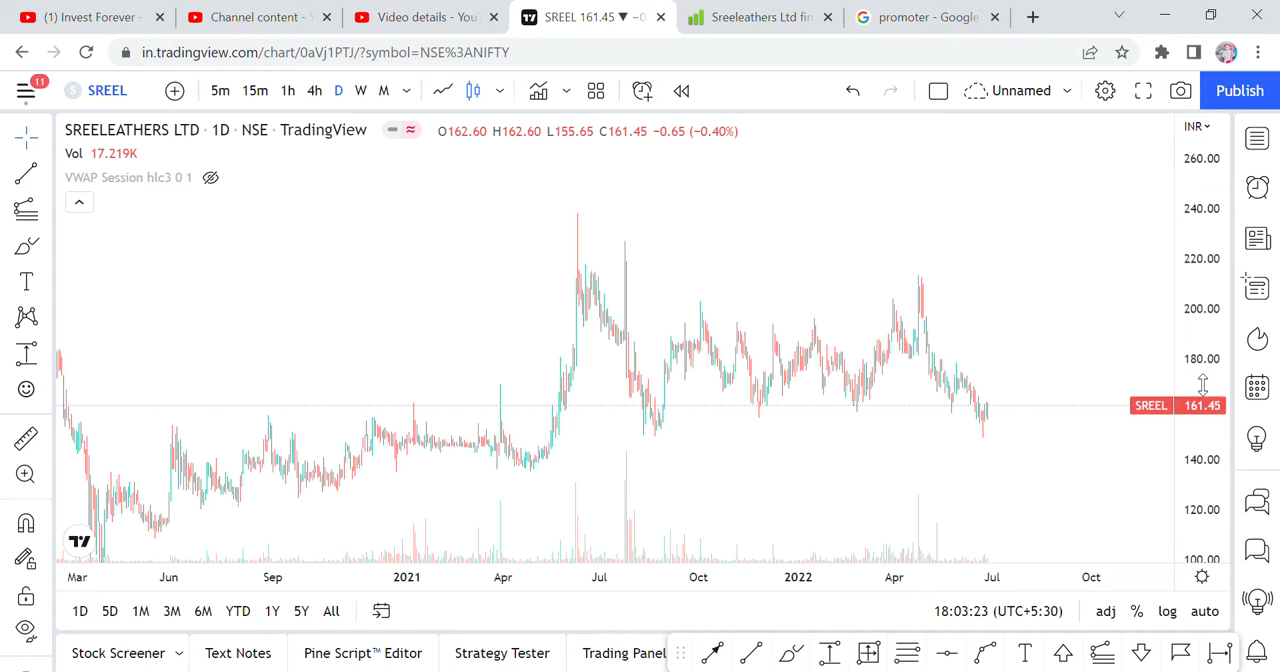 (1) Invest Forever -
Channel content - Y
Video details - YouT
SREEL 161.45 ▼ −0
Sreeleathers Ltd fin
promoter - Google
in.tradingview.com/chart/0aVj1PTJ/?symbol=NSE%3ANIFTY
11
S SREEL 5m 15m 1h 4h D W M Unnamed Publish
SREELEATHERS LTD · 1D · NSE · TradingView O162.60 H162.60 L155.65 C161.45 −0.65 (−0.40%)
INR
Vol 17.219K
VWAP Session hlc3 0 1
260.00
240.00
220.00
200.00
180.00
SREEL 161.45
140.00
120.00
100.00
Mar Jun Sep 2021 Apr Jul Oct 2022 Apr Jul Oct
1D 5D 1M 3M 6M YTD 1Y 5Y All 18:03:23 (UTC+5:30) adj % log auto
Stock Screener Text Notes Pine Script™ Editor Strategy Tester Trading Panel